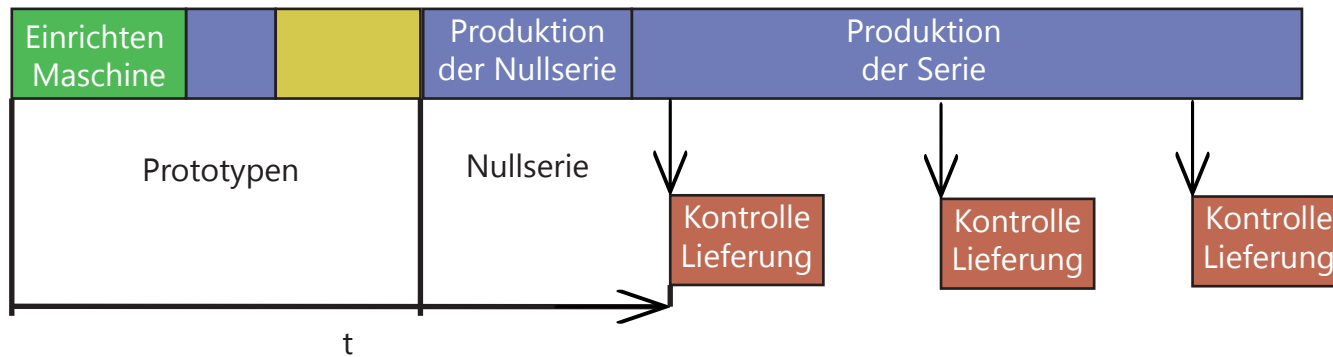 Einrichten
Maschine
Produktion
der Nullserie
Produktion
der Serie
Prototypen
Nullserie
Kontrolle
Lieferung
Kontrolle
Lieferung
Kontrolle
Lieferung
t